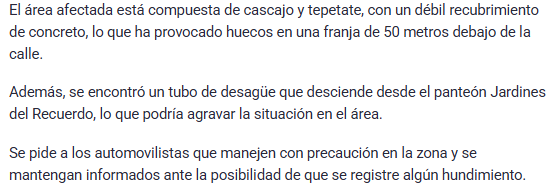 El área afectada está compuesta de cascajo y tepetate, con un débil recubrimiento
de concreto, lo que ha provocado huecos en una franja de 50 metros debajo de la
calle.
Además, se encontró un tubo de desagüe que desciende desde el panteón Jardines
del Recuerdo, lo que podría agravar la situación en el área.
Se pide a los automovilistas que manejen con precaución en la zona y se
mantengan informados ante la posibilidad de que se registre algún hundimiento.